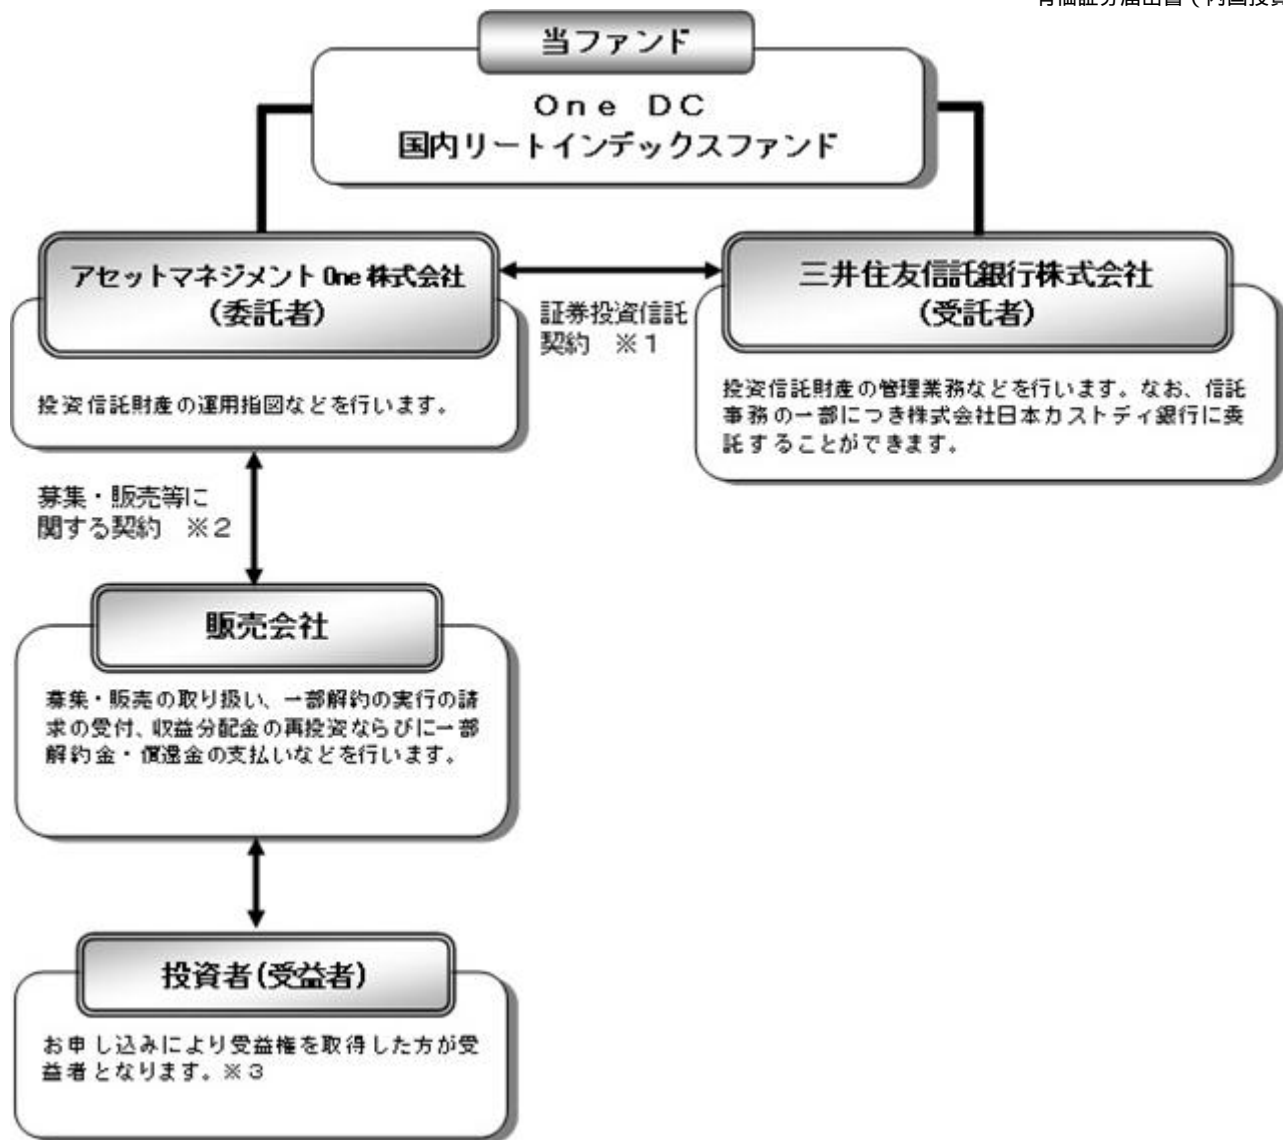 当ファンド
Ｏｎｅ　ＤＣ
国内リートインデックスファンド
アセットマネジメント One 株式会社
(委託者)
投資信託財産の運用指図などを行います。
証券投資信託
契約　※１
三井住友信託銀行株式会社
(受託者)
投資信託財産の管理業務などを行います。なお、信託
事務の一部につき株式会社日本カストディ銀行に委
託することができます。
募集・販売等に
関する契約　※２
販売会社
募集・販売の取り扱い、一部解約の実行の請
求の受付、収益分配金の再投資ならびに一部
解約金・償還金の支払いなどを行います。
投資者(受益者)
お申し込みにより受益権を取得した方が受
益者となります。※３